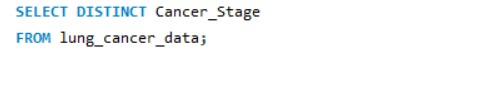 SELECT DISTINCT Cancer_Stage
FROM lung_cancer_data;